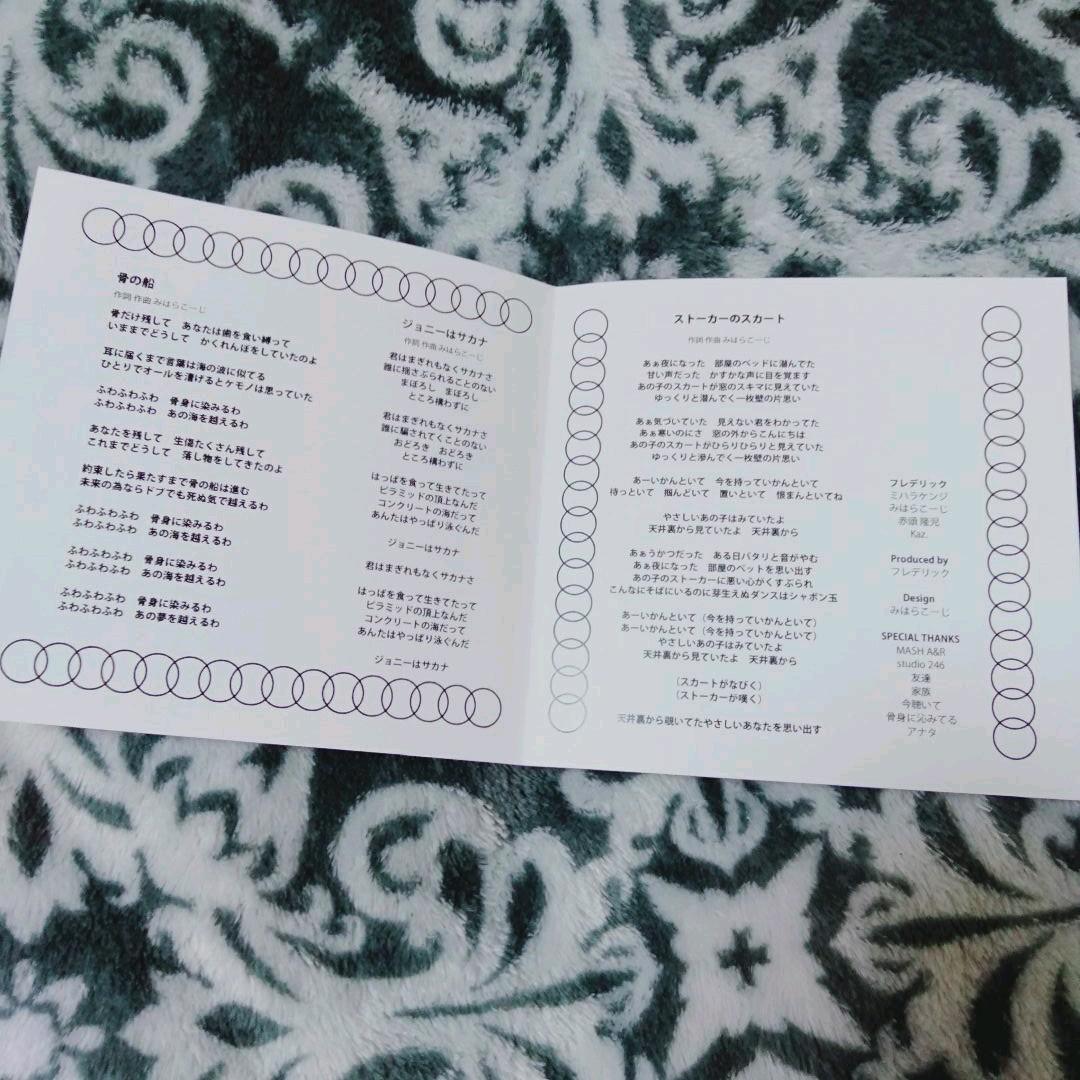 骨の船
作詞 作曲 みはらこーじ
骨だけ残して　あなたは歯を食い縛って
いままでどうして　かくれんぼをしていたのよ
耳に届くまで言葉は海の波に似てる
ひとりでオールを漕げるとケモノは思っていた
ふわふわふわ　骨身に染みるわ
ふわふわふわ　あの海を越えるわ
あなたを残して　生傷たくさん残して
これまでどうして　落し物をしてきたのよ
約束したら果たすまで骨の船は進む
未来の為ならドブでも死ぬ気で越えるわ
ふわふわふわ　骨身に染みるわ
ふわふわふわ　あの海を越えるわ
ふわふわふわ　骨身に染みるわ
ふわふわふわ　あの海を越えるわ
ふわふわふわ　骨身に染みるわ
ふわふわふわ　あの夢を越えるわ
ジョニーはサカナ
作詞 作曲 みはらこーじ
君はまぎれもなくサカナさ
誰に揺さぶられることのない
まぼろし　まぼろし
ところ構わずに
君はまぎれもなくサカナさ
誰に騙されてくことのない
おどろき　おどろき
ところ構わずに
はっぱを食って生きてたって
ピラミッドの頂上なんだ
コンクリートの海だって
あんたはやっぱり泳ぐんだ
ジョニーはサカナ
君はまぎれもなくサカナさ
はっぱを食って生きてたって
ピラミッドの頂上なんだ
コンクリートの海だって
あんたはやっぱり泳ぐんだ
ジョニーはサカナ
ストーカーのスカート
作詞 作曲 みはらこーじ
あぁ夜になった　部屋のベッドに潜んでた
甘い声だった　かすかな声に目を覚ます
あの子のスカートが窓のスキマに見えていた
ゆっくりと潜んでく一枚壁の片思い
あぁ気づいていた　見えない君をわかってた
あぁ寒いのにさ　窓の外からこんにちは
あの子のスカートがひらりひらりと見えていた
ゆっくりと滲んでく一枚壁の片思い
あーいかんといて　今を持っていかんといて
待っといて　掴んどいて　置いといて　恨まんといてね
やさしいあの子はみていたよ
天井裏から見ていたよ　天井裏から
あぁうかつだった　ある日バタリと音がやむ
あぁ夜になった　部屋のベットを思い出す
あの子のストーカーに悪い心がくすぶられ
こんなにそばにいるのに芽生えぬダンスはシャボン玉
あーいかんといて（今を持っていかんといて）
あーいかんといて（今を持っていかんといて）
やさしいあの子はみていたよ
天井裏から見ていたよ　天井裏から
（スカートがなびく）
（ストーカーが嘆く）
天井裏から覗いてたやさしいあなたを思い出す
フレデリック
ミハラケンジ
みはらこーじ
赤頭 隆児
Kaz.
Produced by
フレデリック
Design
みはらこーじ
SPECIAL THANKS
MASH A&R
studio 246
友達
家族
今聴いて
骨身に沁みてる
アナタ